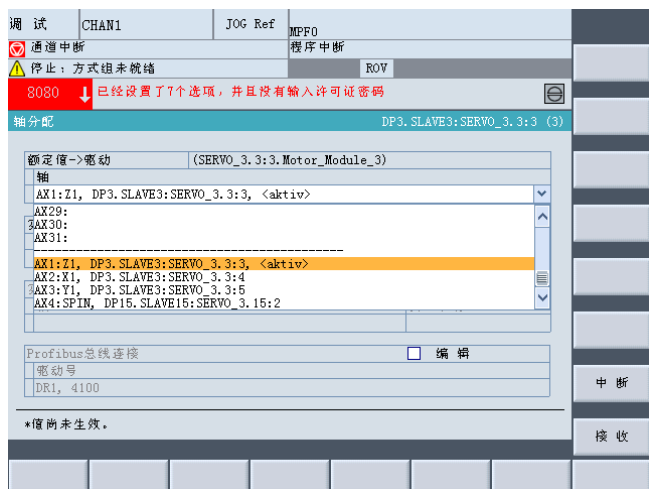 调 试 CHAN1 JOG Ref MPF0
通道中断 程序中断
停止：方式组未就绪 ROV
8080 已经设置了7个选项，并且没有输入许可证密码
轴分配 DP3.SLAVE3:SERVO_3.3:3 (3)
额定值->驱动 (SERVO_3.3:3.Motor_Module_3)
轴
AX1:Z1, DP3.SLAVE3:SERVO_3.3:3, <aktiv>
AX29:
AX30:
AX31:
AX1:Z1, DP3.SLAVE3:SERVO_3.3:3, <aktiv>
AX2:X1, DP3.SLAVE3:SERVO_3.3:4
AX3:Y1, DP3.SLAVE3:SERVO_3.3:5
AX4:SPIN, DP15.SLAVE15:SERVO_3.15:2
Profibus总线连接 编 辑
驱动号
DR1, 4100
中 断
*值尚未生效。
接 收